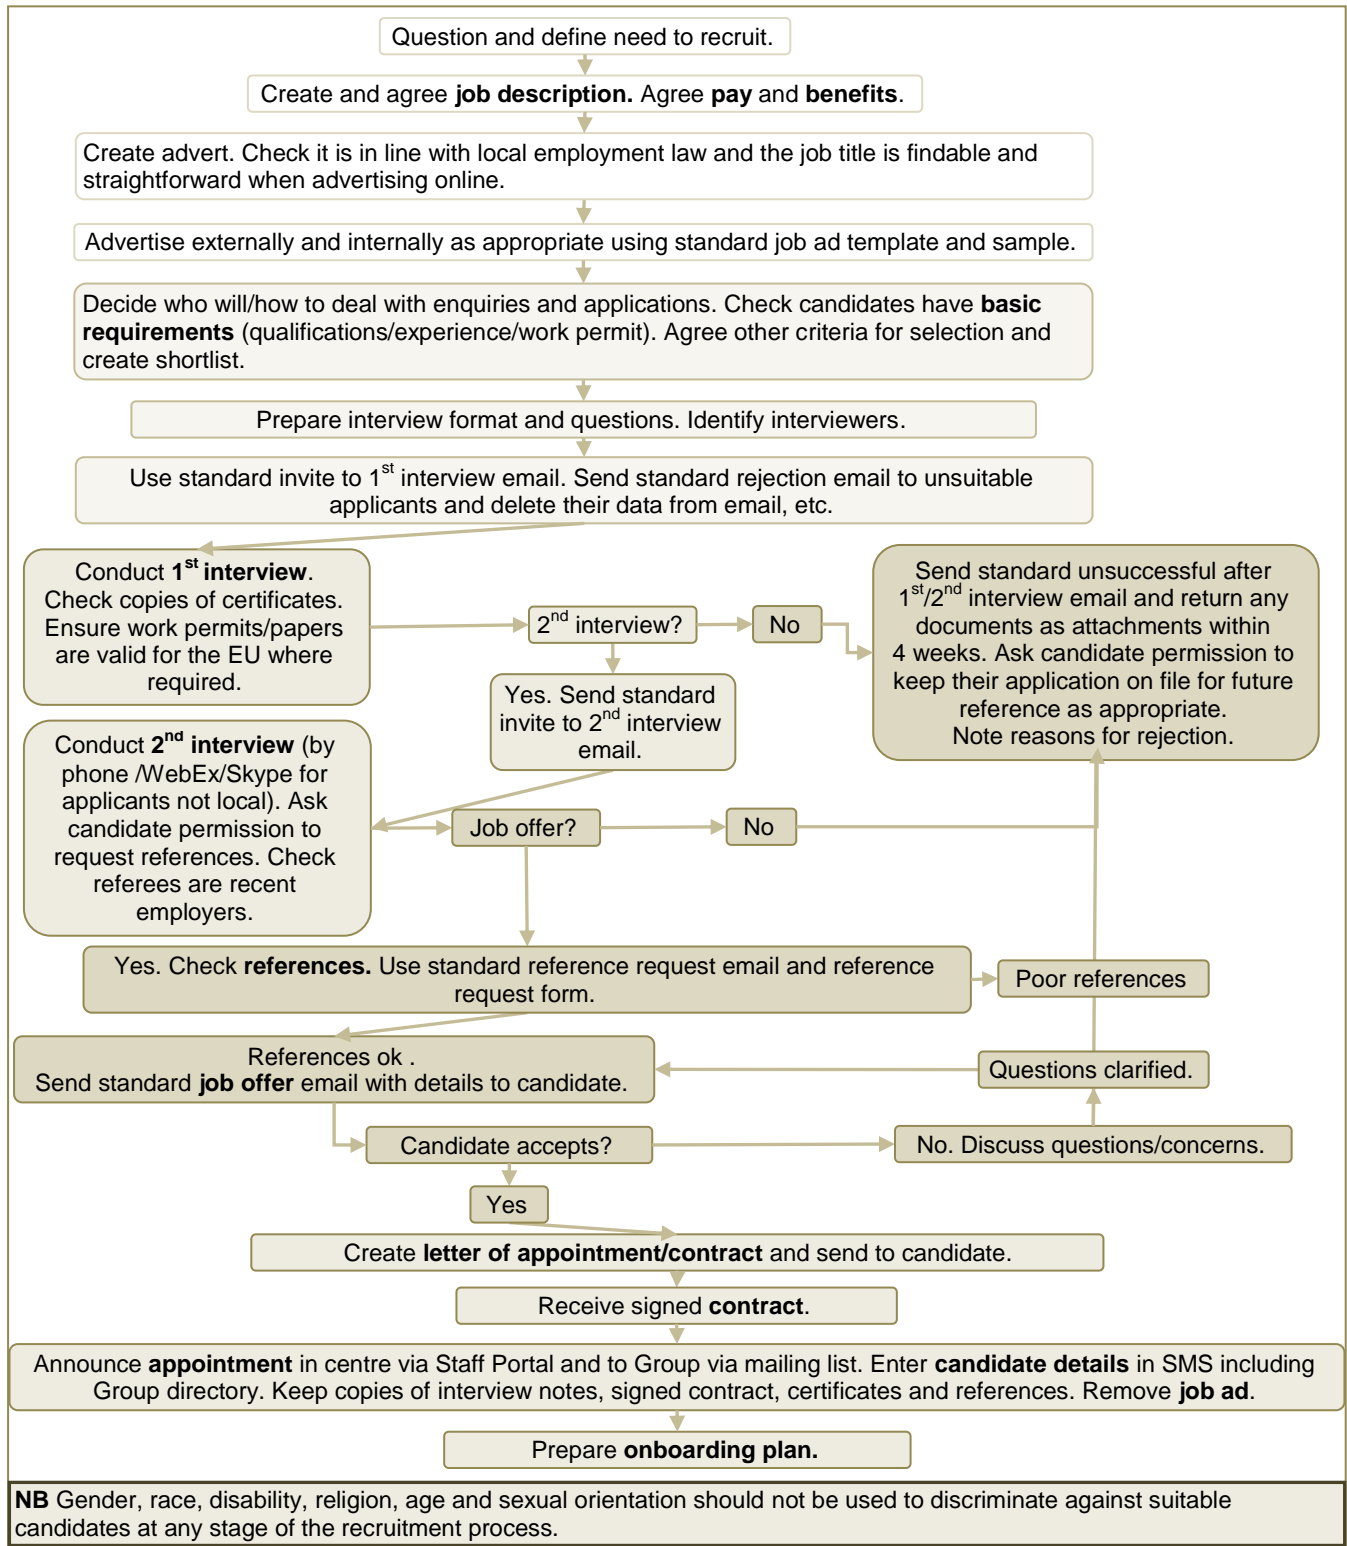 Question and define need to recruit.
Create and agree job description. Agree pay and benefits.
Create advert. Check it is in line with local employment law and the job title is findable and
straightforward when advertising online.
Advertise externally and internally as appropriate using standard job ad template and sample.
Decide who will/how to deal with enquiries and applications. Check candidates have basic
requirements (qualifications/experience/work permit). Agree other criteria for selection and
create shortlist.
Prepare interview format and questions. Identify interviewers.
Use standard invite to 1st interview email. Send standard rejection email to unsuitable
applicants and delete their data from email, etc.
Conduct 1st interview.
Check copies of certificates.
Ensure work permits/papers
are valid for the EU where
required.
2nd interview?
No
Send standard unsuccessful after
1st/2nd interview email and return any
documents as attachments within
4 weeks. Ask candidate permission to
keep their application on file for future
reference as appropriate.
Note reasons for rejection.
Yes. Send standard
invite to 2nd interview
email.
Conduct 2nd interview (by
phone /WebEx/Skype for
applicants not local). Ask
candidate permission to
request references. Check
referees are recent
employers.
Job offer?
No
Yes. Check references. Use standard reference request email and reference
request form.
Poor references
References ok .
Send standard job offer email with details to candidate.
Questions clarified.
Candidate accepts?
No. Discuss questions/concerns.
Yes
Create letter of appointment/contract and send to candidate.
Receive signed contract.
Announce appointment in centre via Staff Portal and to Group via mailing list. Enter candidate details in SMS including
Group directory. Keep copies of interview notes, signed contract, certificates and references. Remove job ad.
Prepare onboarding plan.
NB Gender, race, disability, religion, age and sexual orientation should not be used to discriminate against suitable
candidates at any stage of the recruitment process.